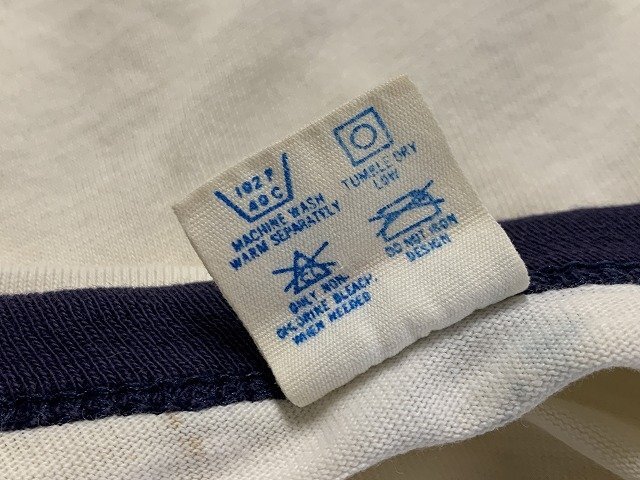 102 F
40 C
MACHINE WASH
WARM SEPARATELY
TUMBLE DRY
LOW
CL
ONLY NON-
CHLORINE BLEACH
WHEN NEEDED
DO NOT IRON
DESIGN